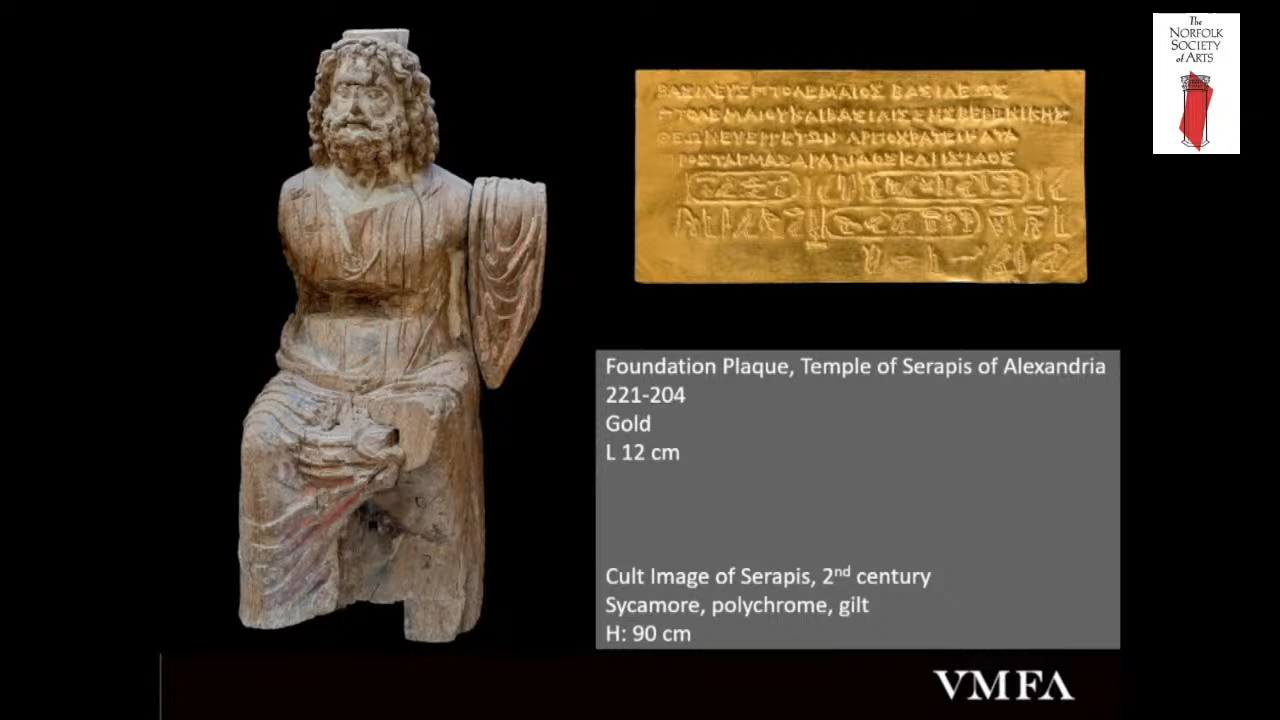 The
NORFOLK
SOCIETY
of ARTS
ΒΑΣΙΛΕΥΣ ΠΤΟΛΕΜΑΙΟΣ ΒΑΣΙΛΕΩΣ
ΠΤΟΛΕΜΑΙΟΥ ΚΑΙ ΒΑΣΙΛΙΣΣΗΣ ΒΕΡΕΝΙΚΗΣ
ΘΕΩΝ ΕΥΕΡΓΕΤΩΝ ΑΡΠΟΧΡΑΤΕΙ ΚΑΤΑ
ΠΡΟΣΤΑΓΜΑ ΣΑΡΑΠΙΔΟΣ ΚΑΙ ΙΣΙΔΟΣ
Foundation Plaque, Temple of Serapis of Alexandria
221-204
Gold
L 12 cm
Cult Image of Serapis, 2nd century
Sycamore, polychrome, gilt
H: 90 cm
VMFA